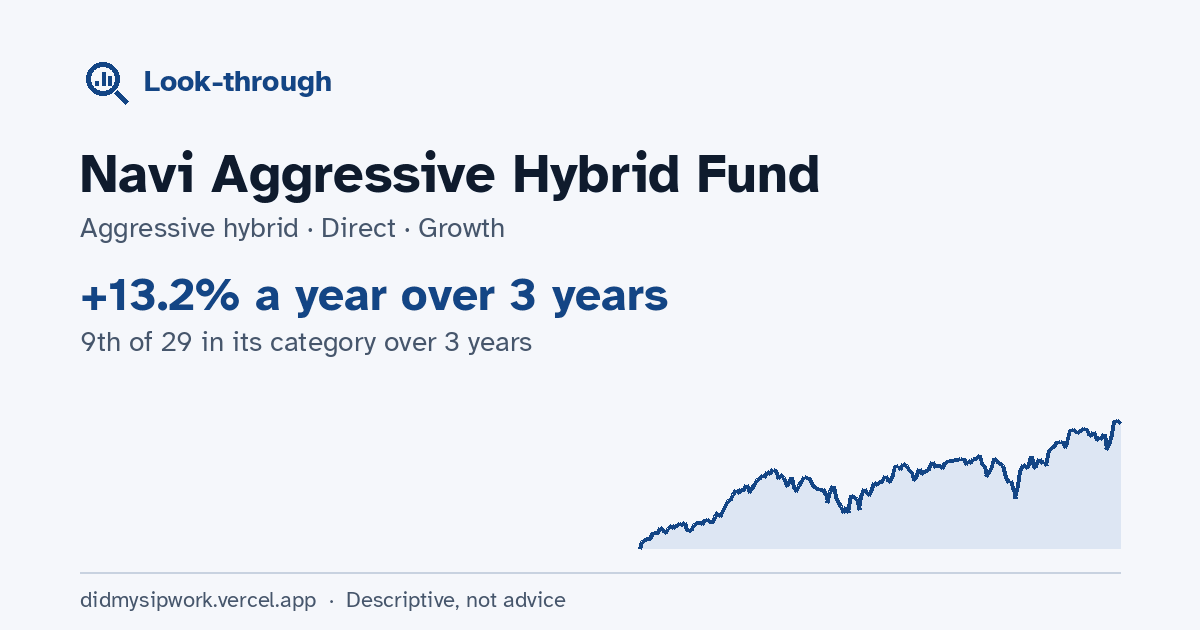 Look-through
Navi Aggressive Hybrid Fund
Aggressive hybrid · Direct · Growth
+13.2% a year over 3 years
9th of 29 in its category over 3 years
didmysipwork.vercel.app · Descriptive, not advice